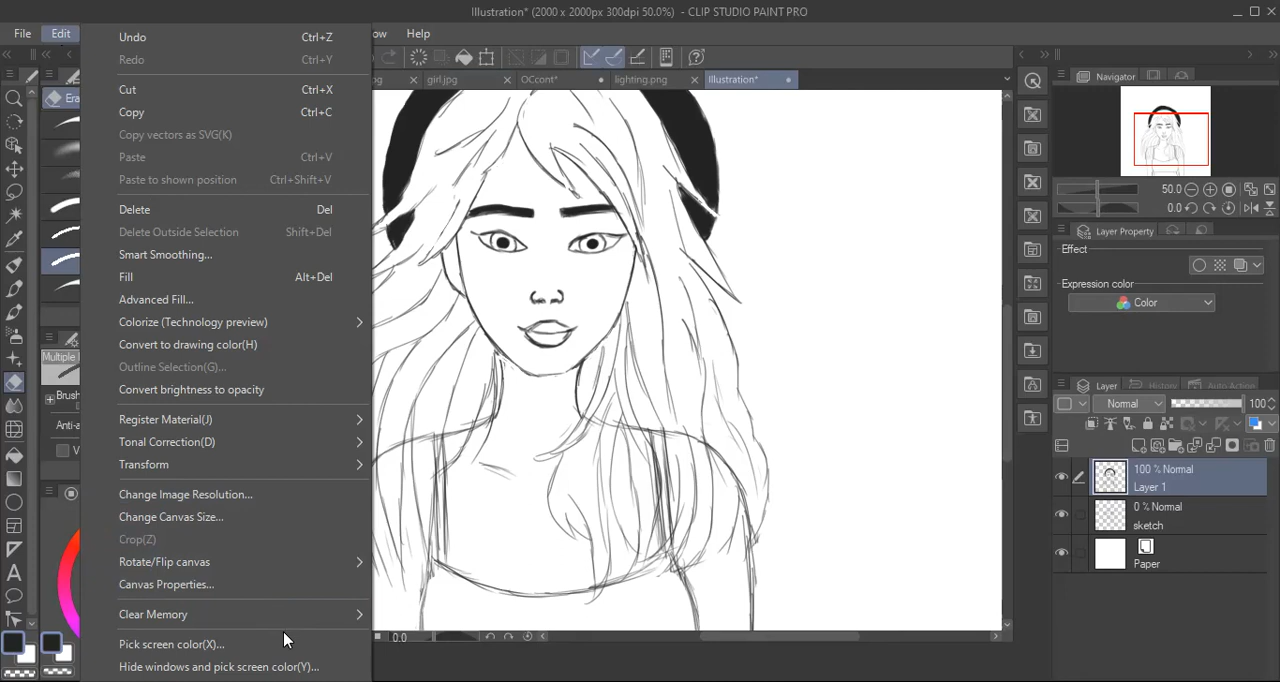 Illustration* (2000 x 2000px 300dpi 50.0%) - CLIP STUDIO PAINT PRO
File Edit ow Help
pg girl.jpg OCcont* lighting.png Illustration*
Undo Ctrl+Z
Redo Ctrl+Y
Cut Ctrl+X
Copy Ctrl+C
Copy vectors as SVG(K)
Paste Ctrl+V
Paste to shown position Ctrl+Shift+V
Delete Del
Delete Outside Selection Shift+Del
Smart Smoothing...
Fill Alt+Del
Advanced Fill...
Colorize (Technology preview)
Convert to drawing color(H)
Outline Selection(G)...
Convert brightness to opacity
Register Material(J)
Tonal Correction(D)
Transform
Change Image Resolution...
Change Canvas Size...
Crop(Z)
Rotate/Flip canvas
Canvas Properties...
Clear Memory
Pick screen color(X)...
Hide windows and pick screen color(Y)...
Era
Multiple
Brush
Anti-a
V
A
0.0
Navigator
50.0
0.0
Layer Property
Effect
Expression color
Color
Layer History Auto Action
Normal 100
100 % Normal
Layer 1
0 % Normal
sketch
Paper